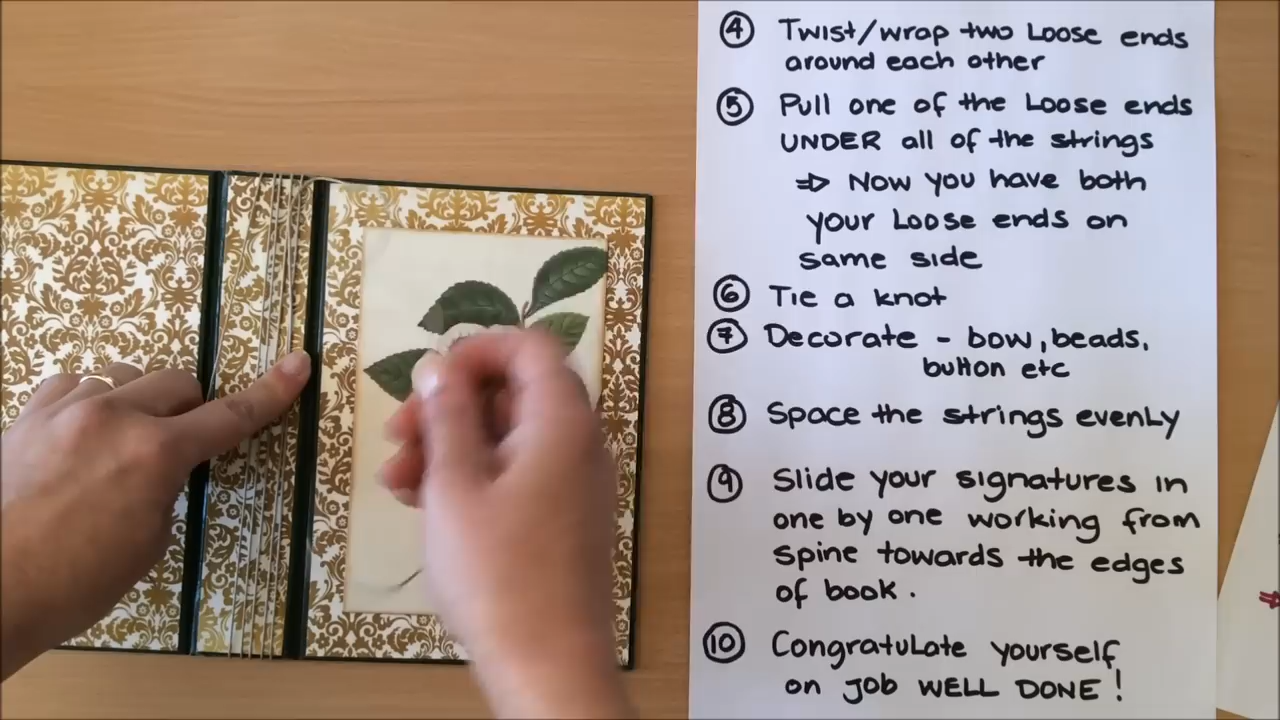 ④ Twist/wrap two loose ends
around each other
⑤ Pull one of the loose ends
UNDER all of the strings
⇒ Now you have both
your loose ends on
same side
⑥ Tie a knot
⑦ Decorate - bow, beads,
button etc
⑧ Space the strings evenly
⑨ Slide your signatures in
one by one working from
spine towards the edges
of book.
⑩ Congratulate yourself
on job WELL DONE!